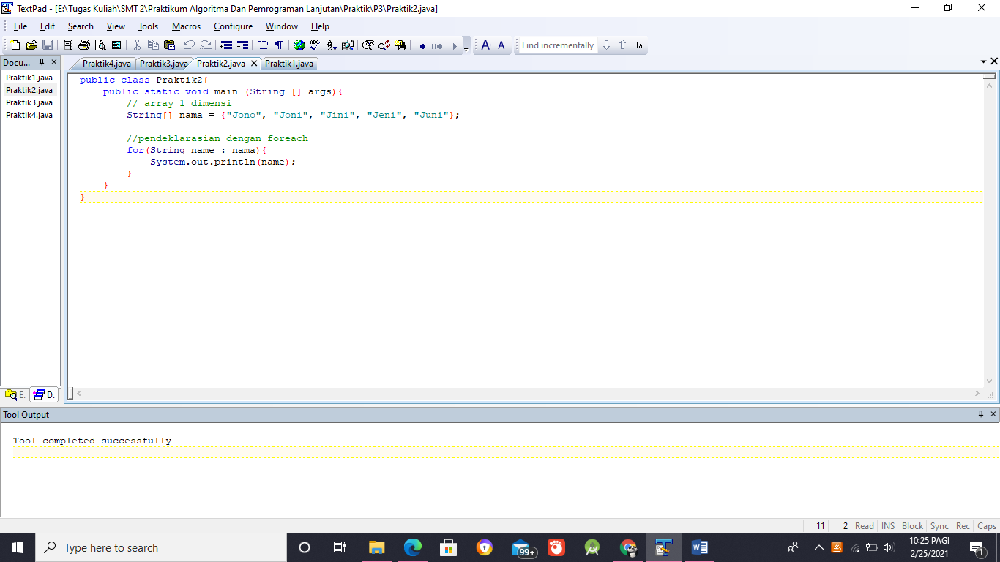 TextPad - [E:\Tugas Kuliah\SMT 2\Praktikum Algoritma Dan Pemrograman Lanjutan\Praktik\P3\Praktik2.java]
File Edit Search View Tools Macros Configure Window Help
Find incrementally
Docu...
Praktik4.java Praktik3.java Praktik2.java Praktik1.java
Praktik1.java
Praktik2.java
Praktik3.java
Praktik4.java
public class Praktik2{
    public static void main (String [] args){
        // array 1 dimensi
        String[] nama = {"Jono", "Joni", "Jini", "Jeni", "Juni"};

        //pendeklarasian dengan foreach
        for(String name : nama){
            System.out.println(name);
        }
    }
}
E. D.
Tool Output
Tool completed successfully
11 2 Read INS Block Sync Rec Caps
Type here to search
99+
10:25 PAGI
2/25/2021
1